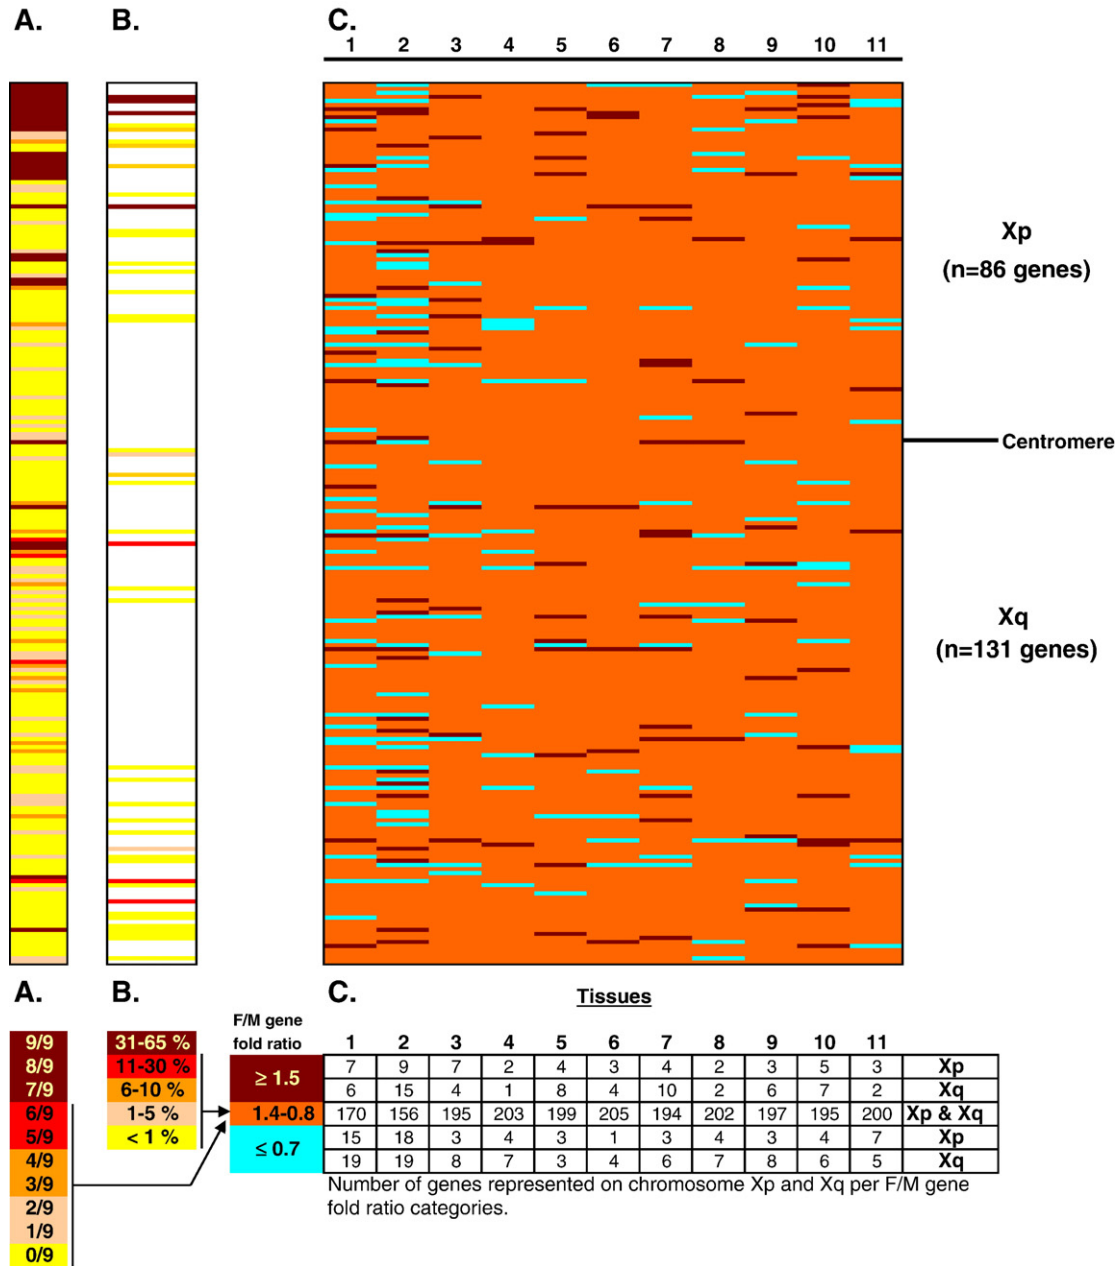 A.
B.
C.
1 2 3 4 5 6 7 8 9 10 11
Xp
(n=86 genes)
Centromere
Xq
(n=131 genes)
A.
B.
C.
Tissues
F/M gene
fold ratio
1 2 3 4 5 6 7 8 9 10 11
9/9
8/9
7/9
6/9
5/9
4/9
3/9
2/9
1/9
0/9
31-65 %
11-30 %
6-10 %
1-5 %
< 1 %
≥ 1.5
1.4-0.8
≤ 0.7
7 9 7 2 4 3 4 2 3 5 3 Xp
6 15 4 1 8 4 10 2 6 7 2 Xq
170 156 195 203 199 205 194 202 197 195 200 Xp & Xq
15 18 3 4 3 1 3 4 3 4 7 Xp
19 19 8 7 3 4 6 7 8 6 5 Xq
Number of genes represented on chromosome Xp and Xq per F/M gene
fold ratio categories.